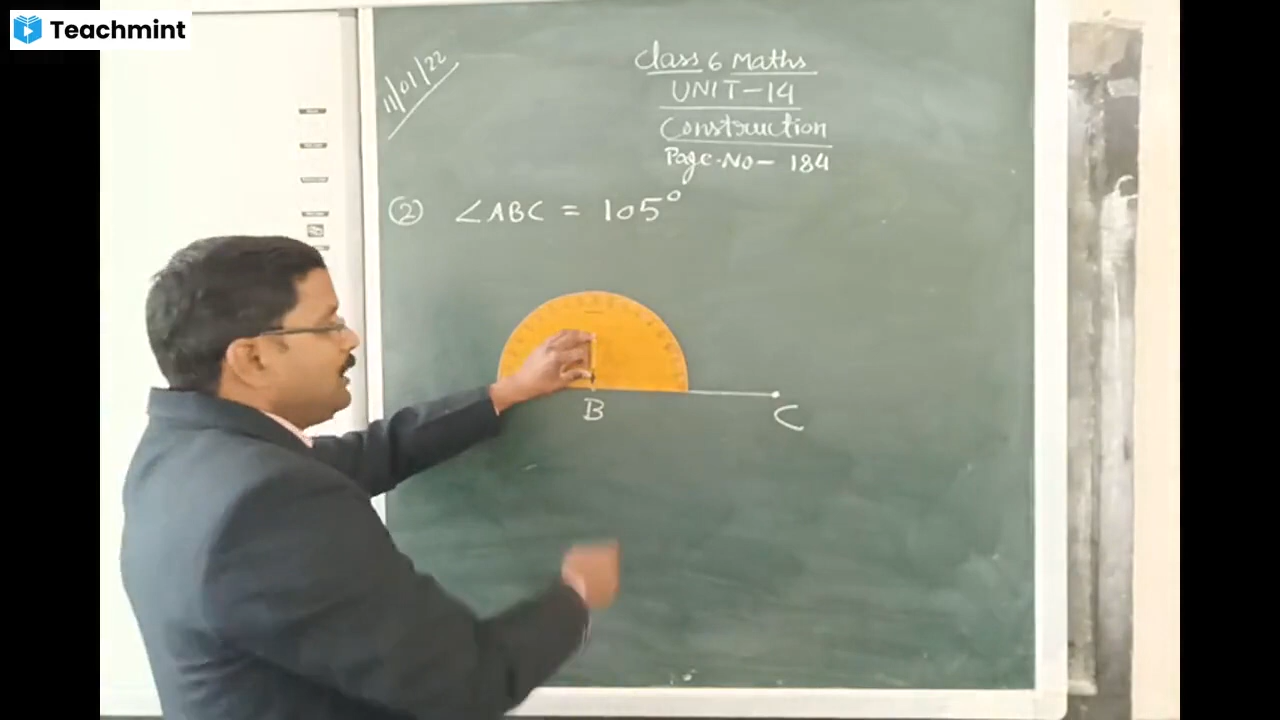 Teachmint
11/01/22
Class 6 Maths
UNIT-14
Construction
Page-No- 184
② ∠ABC = 105°
B
C